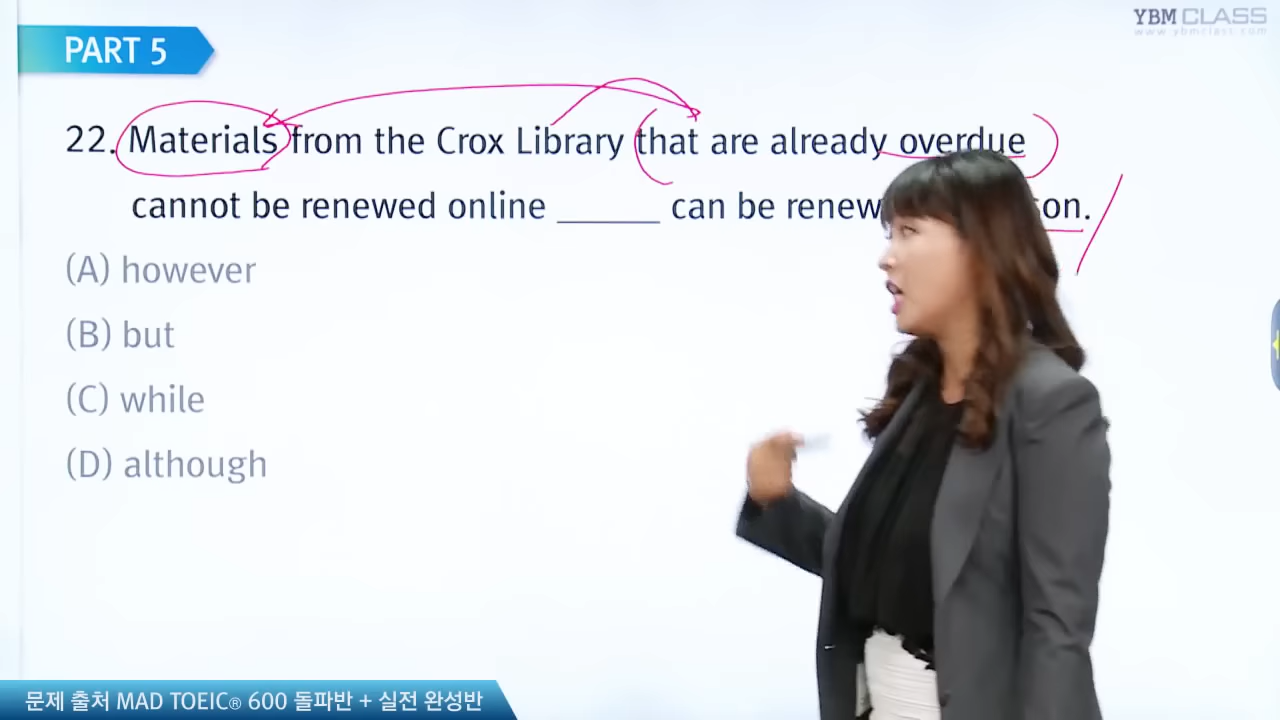 YBM CLASS
www.ybmclass.com
PART 5
22. Materials from the Crox Library that are already overdue
cannot be renewed online ______ can be renew son.
(A) however
(B) but
(C) while
(D) although
문제 출처 MAD TOEIC® 600 돌파반 + 실전 완성반